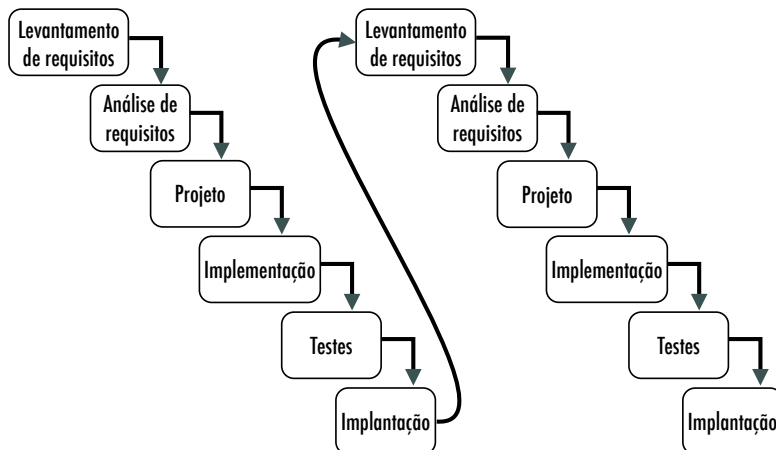 Levantamento
de requisitos
Análise de
requisitos
Projeto
Implementação
Testes
Implantação
Levantamento
de requisitos
Análise de
requisitos
Projeto
Implementação
Testes
Implantação